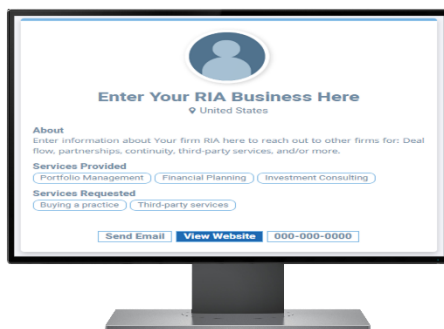 Enter Your RIA Business Here
United States
About
Enter information about Your firm RIA here to reach out to other firms for: Deal
flow, partnerships, continuity, third-party services, and/or more.
Services Provided
Portfolio Management Financial Planning Investment Consulting
Services Requested
Buying a practice Third-party services
Send Email View Website 000-000-0000